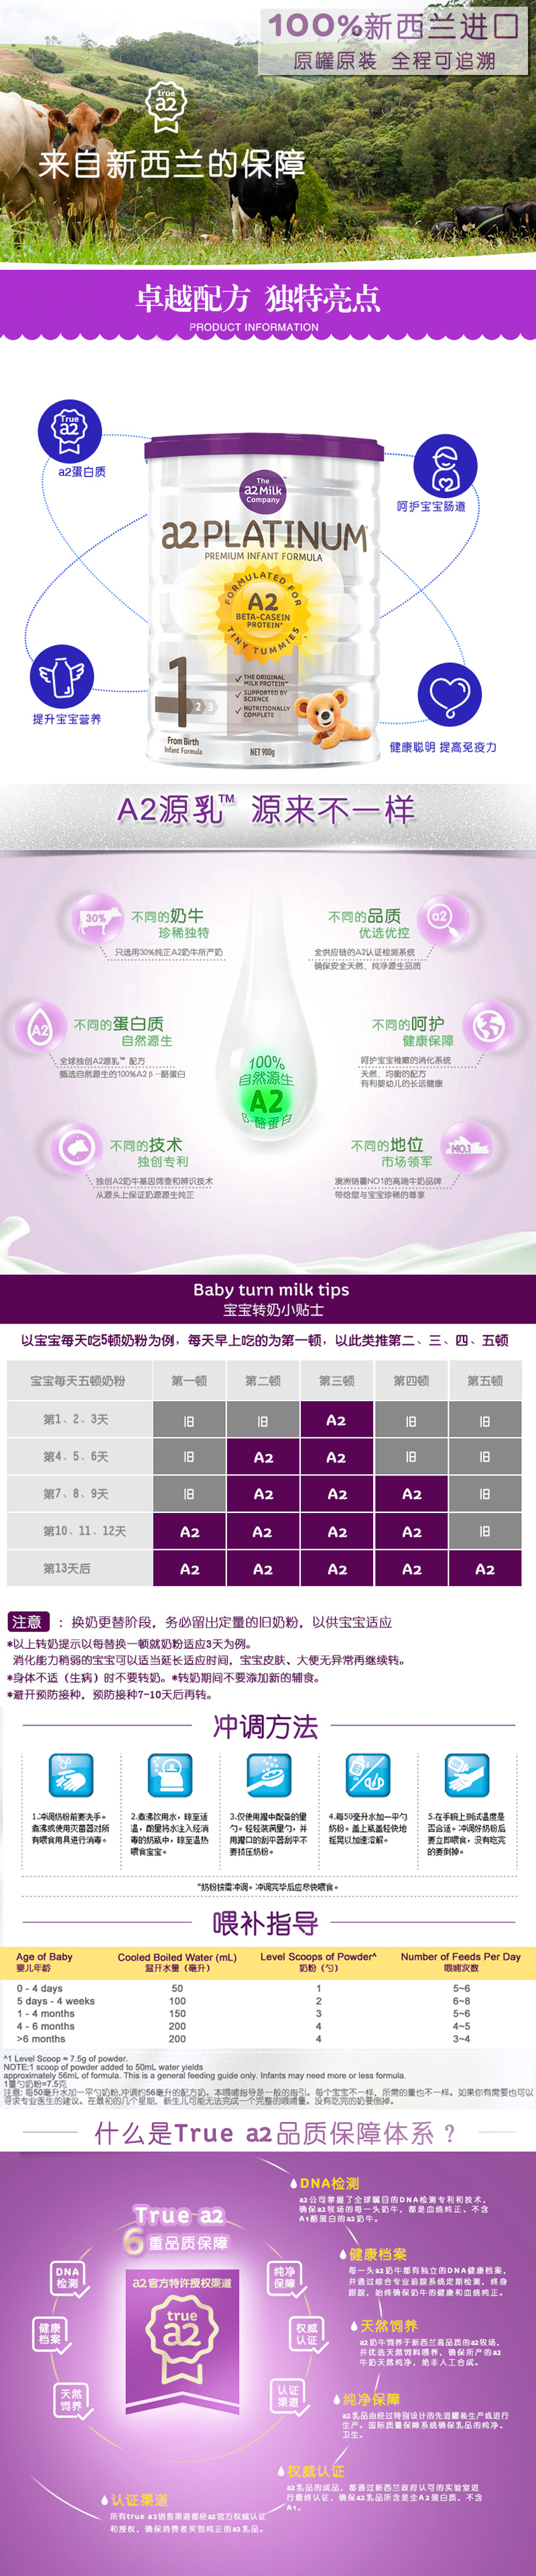 100%新西兰进口
原罐原装 全程可追溯
true
a2
来自新西兰的保障
卓越配方 独特亮点
PRODUCT INFORMATION
True
a2
a2蛋白质
呵护宝宝肠道
The
a2 Milk
Company
a2 PLATINUM
PREMIUM INFANT FORMULA
FORMULATED FOR
A2
BETA-CASEIN
PROTEIN*
TINY TUMMIES
1
2 3
THE ORIGINAL
MILK PROTEIN™
SUPPORTED BY
SCIENCE
NUTRITIONALLY
COMPLETE
From Birth
Infant Formula
NET 900g
提升宝宝营养
健康聪明 提高免疫力
A2源乳™ 源来不一样
30%
不同的奶牛
珍稀独特
只选用30%纯正A2奶牛所产奶
不同的品质
优选优控
a2
全供应链的A2认证检测系统
确保安全天然、纯净源生品质
A2
不同的蛋白质
自然源生
全球独创A2源乳™ 配方
甄选自然源生的100%A2β-酪蛋白
不同的呵护
健康保障
呵护宝宝稚嫩的消化系统
天然、均衡的配方
有利婴幼儿的长远健康
100%
自然源生
A2
β-酪蛋白
不同的技术
独创专利
独创A2奶牛基因筛查和辨识技术
从源头上保证奶源源生纯正
不同的地位
市场领军
NO.1
澳洲销量NO1的高端牛奶品牌
带给您与宝宝珍稀的尊享
Baby turn milk tips
宝宝转奶小贴士
以宝宝每天吃5顿奶粉为例，每天早上吃的为第一顿，以此类推第二、三、四、五顿
宝宝每天五顿奶粉 第一顿 第二顿 第三顿 第四顿 第五顿
第1、2、3天 旧 旧 A2 旧 旧
第4、5、6天 旧 A2 A2 旧 旧
第7、8、9天 旧 A2 A2 A2 旧
第10、11、12天 A2 A2 A2 A2 旧
第13天后 A2 A2 A2 A2 A2
注意 ：换奶更替阶段，务必留出定量的旧奶粉，以供宝宝适应
*以上转奶提示以每替换一顿就奶粉适应3天为例。
消化能力稍弱的宝宝可以适当延长适应时间，宝宝皮肤、大便无异常再继续转。
*身体不适（生病）时不要转奶。*转奶期间不要添加新的辅食。
*避开预防接种，预防接种7-10天后再转。
冲调方法
1.冲调奶粉前要洗手。
煮沸或使用灭菌器对所
有喂食用具进行消毒。
2.煮沸饮用水，晾至适
温，酌量将水注入经消
毒的奶瓶中，晾至温热
喂食宝宝。
3.仅使用罐中配备的量
勺。轻轻装满量勺，并
用罐口的刮平器刮平不
要挤压奶粉。
4.每50毫升水加一平勺
奶粉。盖上瓶盖轻快地
摇晃以加速溶解。
5.在手腕上测试温度是
否合适。冲调好奶粉后
要立即喂食，没有吃完
的要倒掉。
*奶粉按需冲调。冲调完毕后应尽快喂食。
喂补指导
Age of Baby Cooled Boiled Water (mL) Level Scoops of Powder^ Number of Feeds Per Day
婴儿年龄 温开水量（毫升） 奶粉（勺） 喂哺次数
0 - 4 days 50 1 5~6
5 days - 4 weeks 100 2 6~8
1 - 4 months 150 3 5~6
4 - 6 months 200 4 4~5
>6 months 200 4 3~4
^1 Level Scoop ≈ 7.5g of powder.
NOTE:1 scoop of powder added to 50mL water yields
approximately 56mL of formula. This is a general feeding guide only. Infants may need more or less formula.
1量勺奶粉=7.5克
注意: 每50毫升水加一平勺奶粉,冲调约56毫升的配方奶。本喂哺指导是一般的指引。每个宝宝不一样，所需的量也不一样。如果你有需要也可以
寻求专业医生的建议。在最初的几个星期，新生儿可能无法完成一个完整的喂哺量。没有吃完的奶要倒掉。
什么是True a2品质保障体系？
True a2
6重品质保障
a2官方特许授权渠道
true
a2
DNA
检测
健康
档案
天然
饲养
纯净
保障
权威
认证
认证
渠道
DNA检测
a2公司掌握了全球瞩目的DNA检测专利和技术，
确保a2牧场的每一头奶牛，都是血统纯正、不含
A1酪蛋白的a2奶牛。
健康档案
每一头a2奶牛都有独立的DNA健康档案，
并通过综合专业追踪系统定期检测，终身
跟踪，始终确保奶牛的健康和血统纯正。
天然饲养
a2奶牛饲养于新西兰高品质的a2牧场，
并优选天然饲料喂养，确保所产的a2
牛奶天然纯净，绝非人工合成。
纯净保障
a2乳品由经过特别设计的先进罐装生产线进行
生产。国际质量保障系统确保乳品的纯净、
卫生。
权威认证
a2乳品的成品，都通过新西兰政府认可的实验室进
行最终认证，确保a2乳品所含是全A2蛋白质，不含
A1。
认证渠道
所有true a2销售渠道都经a2官方权威认证
和授权，确保消费者买到纯正的a2乳品。